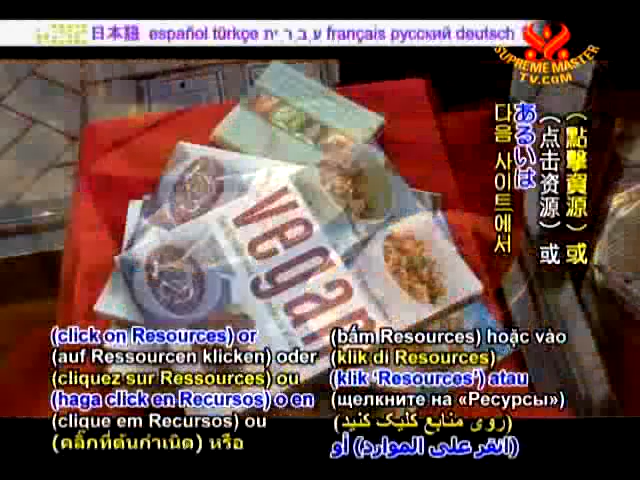 日本語 español türkçe עברית français русский deutsch
SUPREME MASTER
TV.COM
（點擊資源）或
（点击资源）或
あるいは
다음 사이트에서
vegan
(click on Resources) or
(auf Ressourcen klicken) oder
(cliquez sur Ressources) ou
(haga click en Recursos) o en
(clique em Recursos) ou
(คลิ๊กที่ต้นกำเนิด) หรือ
(bấm Resources) hoặc vào
(klik di Resources)
(klik ‘Resources’) atau
(щелкните на «Ресурсы»)
(روی منابع کلیک کنید)
(انقر على الموارد) أو